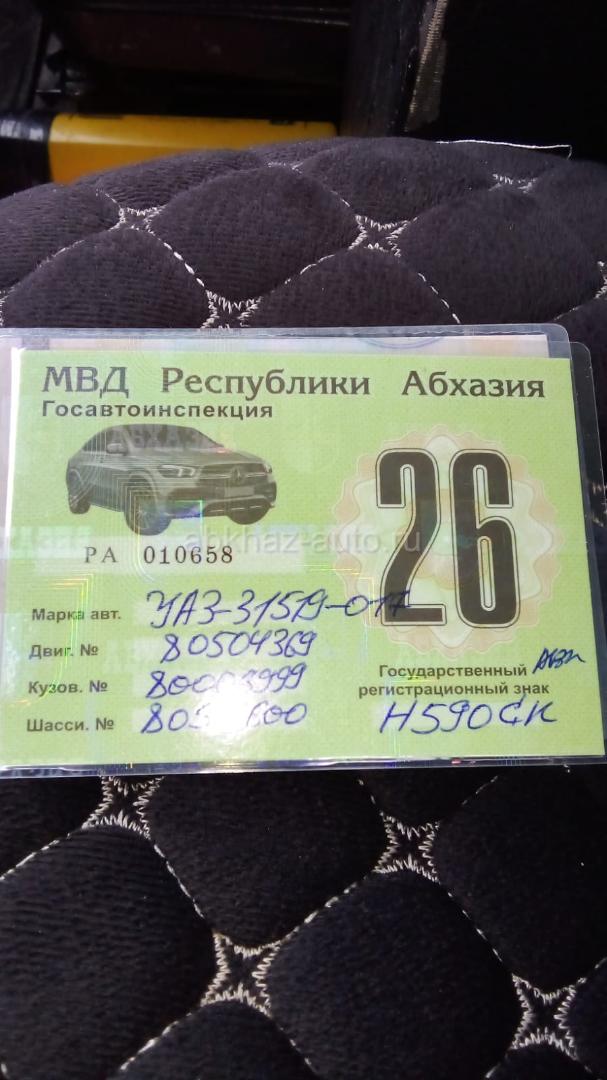 МВД Республики Абхазия
Госавтоинспекция
26
abkhaz-auto.ru
РА 010658
Марка авт. УАЗ-31519-017
Двиг. № 80504369
Кузов. №
Шасси. №
Государственный
регистрационный знак
Н590СК